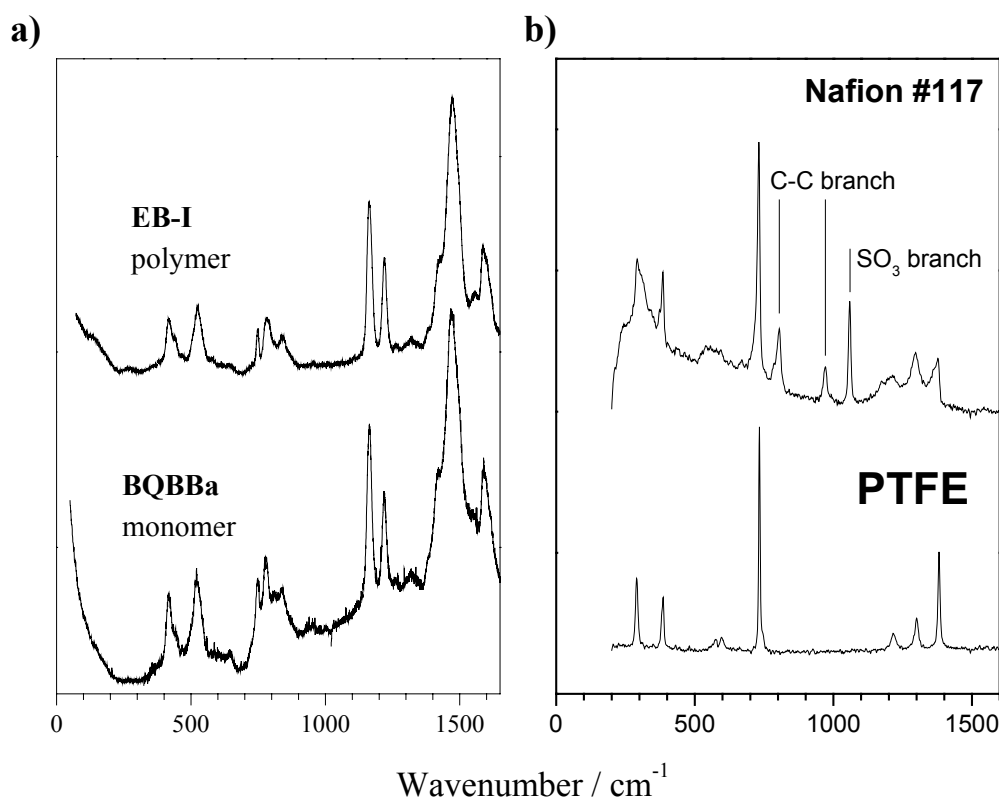 a)
EB-I
polymer
BQBBa
monomer
0 500 1000 1500
b)
Nafion #117
C-C branch
SO₃ branch
PTFE
0 500 1000 1500
Wavenumber / cm⁻¹